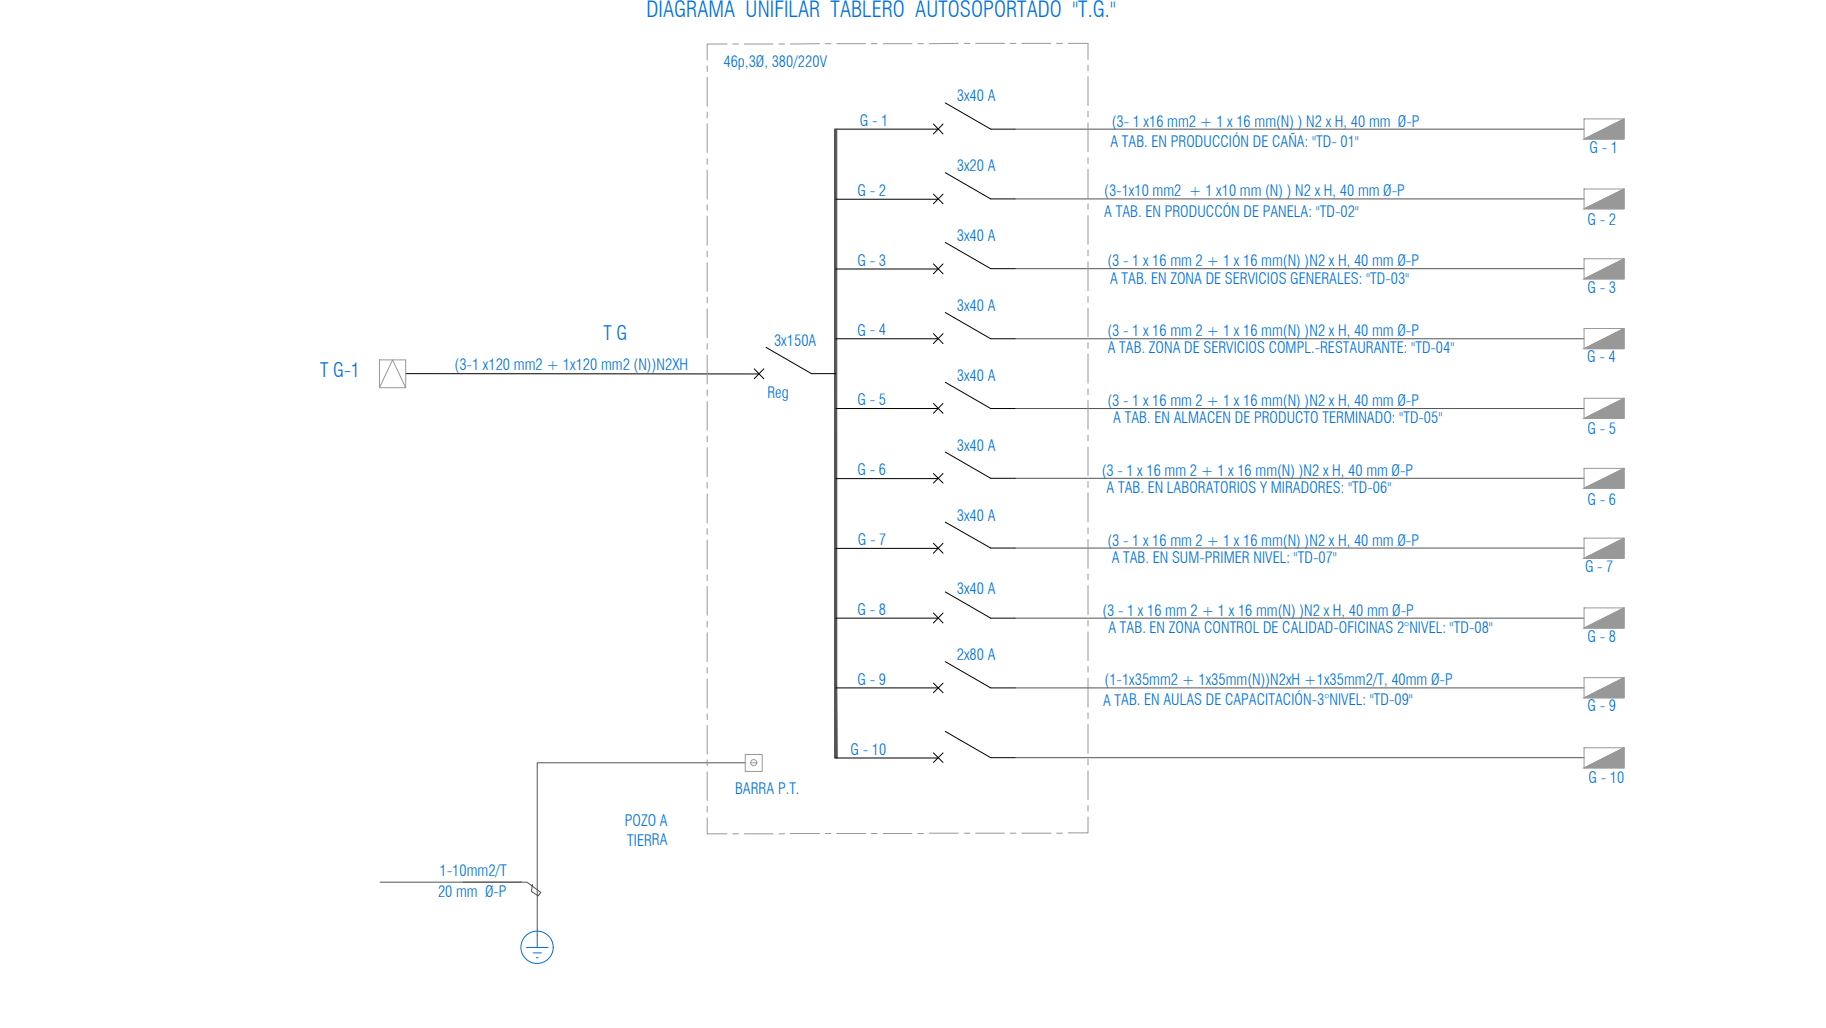 DIAGRAMA UNIFILAR TABLERO AUTOSOPORTADO "T.G."
46p,3Ø, 380/220V
3x40 A
G - 1
(3- 1 x16 mm2 + 1 x 16 mm(N) ) N2 x H, 40 mm Ø-P
A TAB. EN PRODUCCIÓN DE CAÑA: "TD- 01"
G - 1
3x20 A
G - 2
(3-1x10 mm2 + 1 x10 mm (N) ) N2 x H, 40 mm Ø-P
A TAB. EN PRODUCCÓN DE PANELA: "TD-02"
G - 2
3x40 A
G - 3
(3 - 1 x 16 mm 2 + 1 x 16 mm(N) )N2 x H, 40 mm Ø-P
A TAB. EN ZONA DE SERVICIOS GENERALES: "TD-03"
G - 3
3x40 A
G - 4
(3 - 1 x 16 mm 2 + 1 x 16 mm(N) )N2 x H, 40 mm Ø-P
A TAB. ZONA DE SERVICIOS COMPL.-RESTAURANTE: "TD-04"
G - 4
T G
3x150A
T G-1
(3-1 x120 mm2 + 1x120 mm2 (N))N2XH
Reg
3x40 A
G - 5
(3 - 1 x 16 mm 2 + 1 x 16 mm(N) )N2 x H, 40 mm Ø-P
A TAB. EN ALMACEN DE PRODUCTO TERMINADO: "TD-05"
G - 5
3x40 A
G - 6
(3 - 1 x 16 mm 2 + 1 x 16 mm(N) )N2 x H, 40 mm Ø-P
A TAB. EN LABORATORIOS Y MIRADORES: "TD-06"
G - 6
3x40 A
G - 7
(3 - 1 x 16 mm 2 + 1 x 16 mm(N) )N2 x H, 40 mm Ø-P
A TAB. EN SUM-PRIMER NIVEL: "TD-07"
G - 7
3x40 A
G - 8
(3 - 1 x 16 mm 2 + 1 x 16 mm(N) )N2 x H, 40 mm Ø-P
A TAB. EN ZONA CONTROL DE CALIDAD-OFICINAS 2°NIVEL: "TD-08"
G - 8
2x80 A
G - 9
(1-1x35mm2 + 1x35mm(N))N2xH +1x35mm2/T, 40mm Ø-P
A TAB. EN AULAS DE CAPACITACIÓN-3°NIVEL: "TD-09"
G - 9
G - 10
G - 10
BARRA P.T.
POZO A
TIERRA
1-10mm2/T
20 mm Ø-P